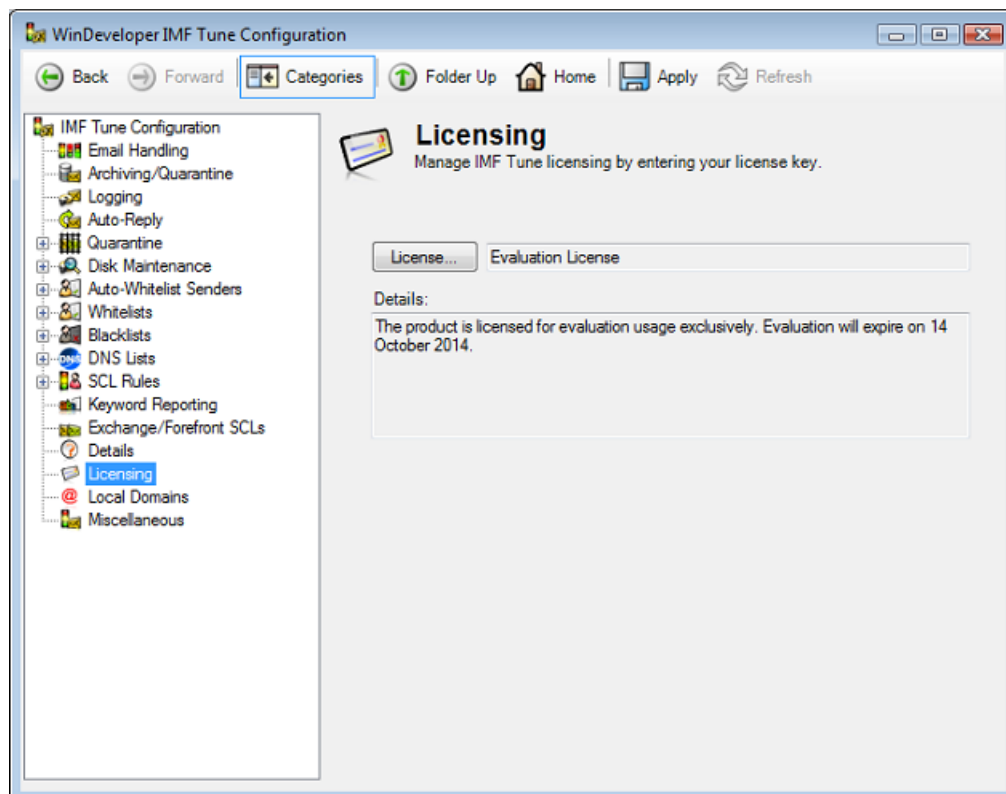 WinDeveloper IMF Tune Configuration
Back Forward Categories Folder Up Home Apply Refresh
IMF Tune Configuration
Email Handling
Archiving/Quarantine
Logging
Auto-Reply
Quarantine
Disk Maintenance
Auto-Whitelist Senders
Whitelists
Blacklists
DNS DNS Lists
SCL Rules
Keyword Reporting
Exchange/Forefront SCLs
Details
Licensing
@ Local Domains
Miscellaneous
Licensing
Manage IMF Tune licensing by entering your license key.
License... Evaluation License
Details:
The product is licensed for evaluation usage exclusively. Evaluation will expire on 14
October 2014.